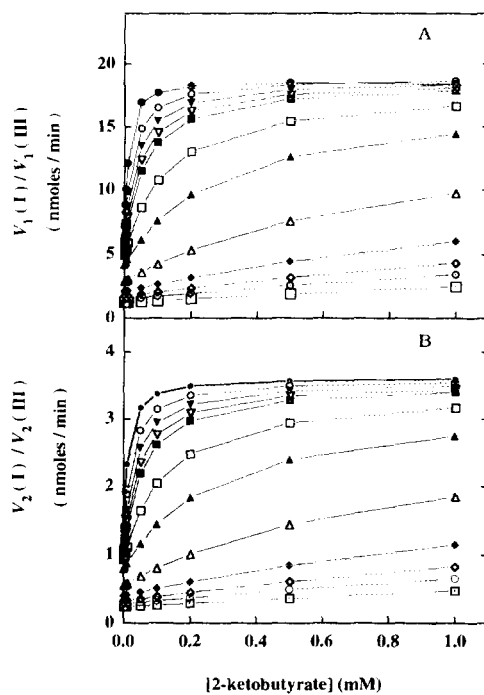 A
V₁(I)/V₁(III)
(nmoles/min)
20
15
10
5
0
B
V₂(I)/V₂(III)
(nmoles/min)
4
3
2
1
0
0.0 0.2 0.4 0.6 0.8 1.0
[2-ketobutyrate] (mM)